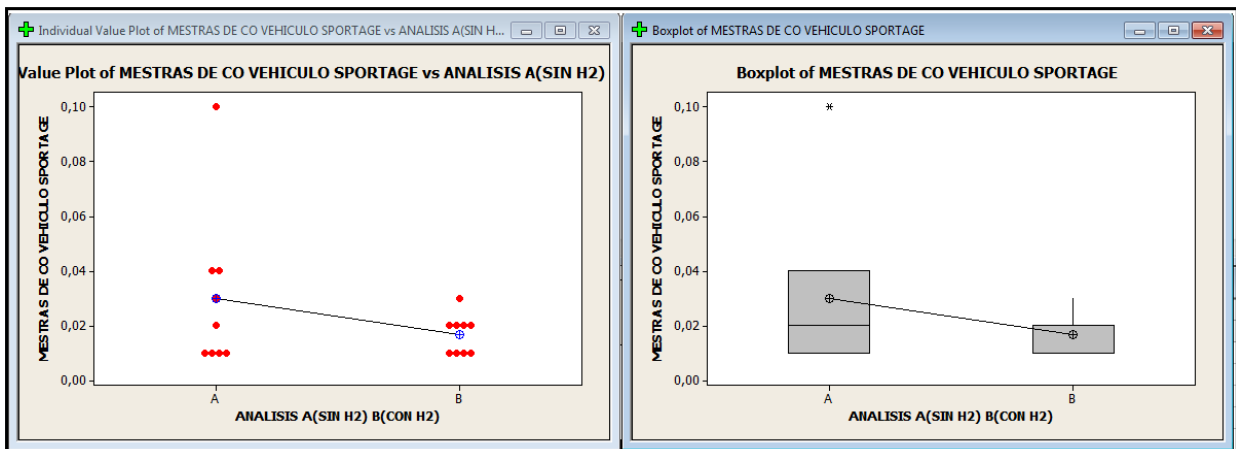 Individual Value Plot of MESTRAS DE CO VEHICULO SPORTAGE vs ANALISIS A(SIN H...
Value Plot of MESTRAS DE CO VEHICULO SPORTAGE vs ANALISIS A(SIN H2)
MESTRAS DE CO VEHICULO SPORTAGE
0,10
0,08
0,06
0,04
0,02
0,00
A
B
ANALISIS A(SIN H2) B(CON H2)
Boxplot of MESTRAS DE CO VEHICULO SPORTAGE
Boxplot of MESTRAS DE CO VEHICULO SPORTAGE
MESTRAS DE CO VEHICULO SPORTAGE
0,10
0,08
0,06
0,04
0,02
0,00
A
B
ANALISIS A(SIN H2) B(CON H2)